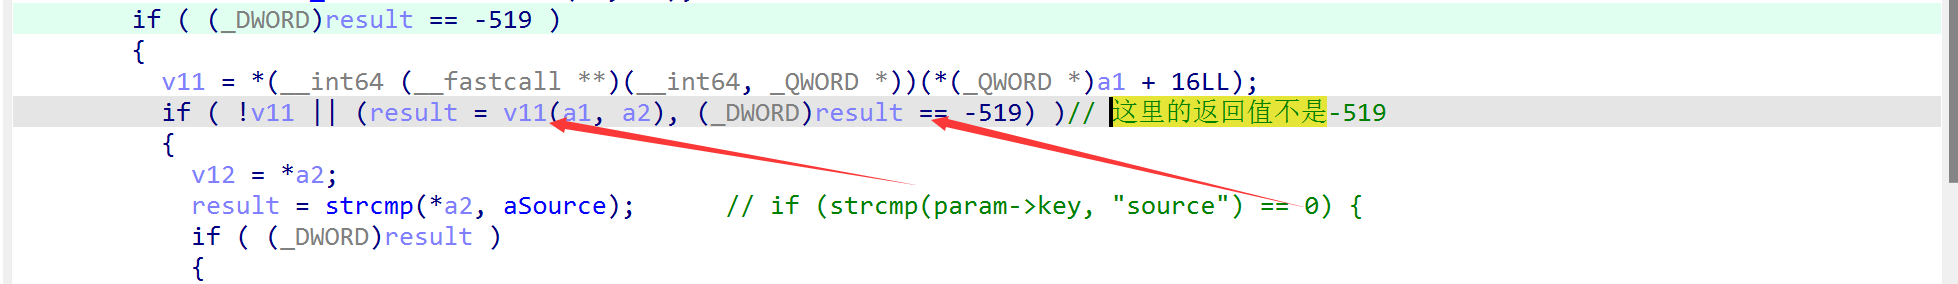 if ( (_DWORD)result == -519 )
{
v11 = *(__int64 (__fastcall **)(__int64, _QWORD *))(*(_QWORD *)a1 + 16LL);
if ( !v11 || (result = v11(a1, a2), (_DWORD)result == -519) )// 这里的返回值不是-519
{
v12 = *a2;
result = strcmp(*a2, aSource); // if (strcmp(param->key, "source") == 0) {
if ( (_DWORD)result )
{